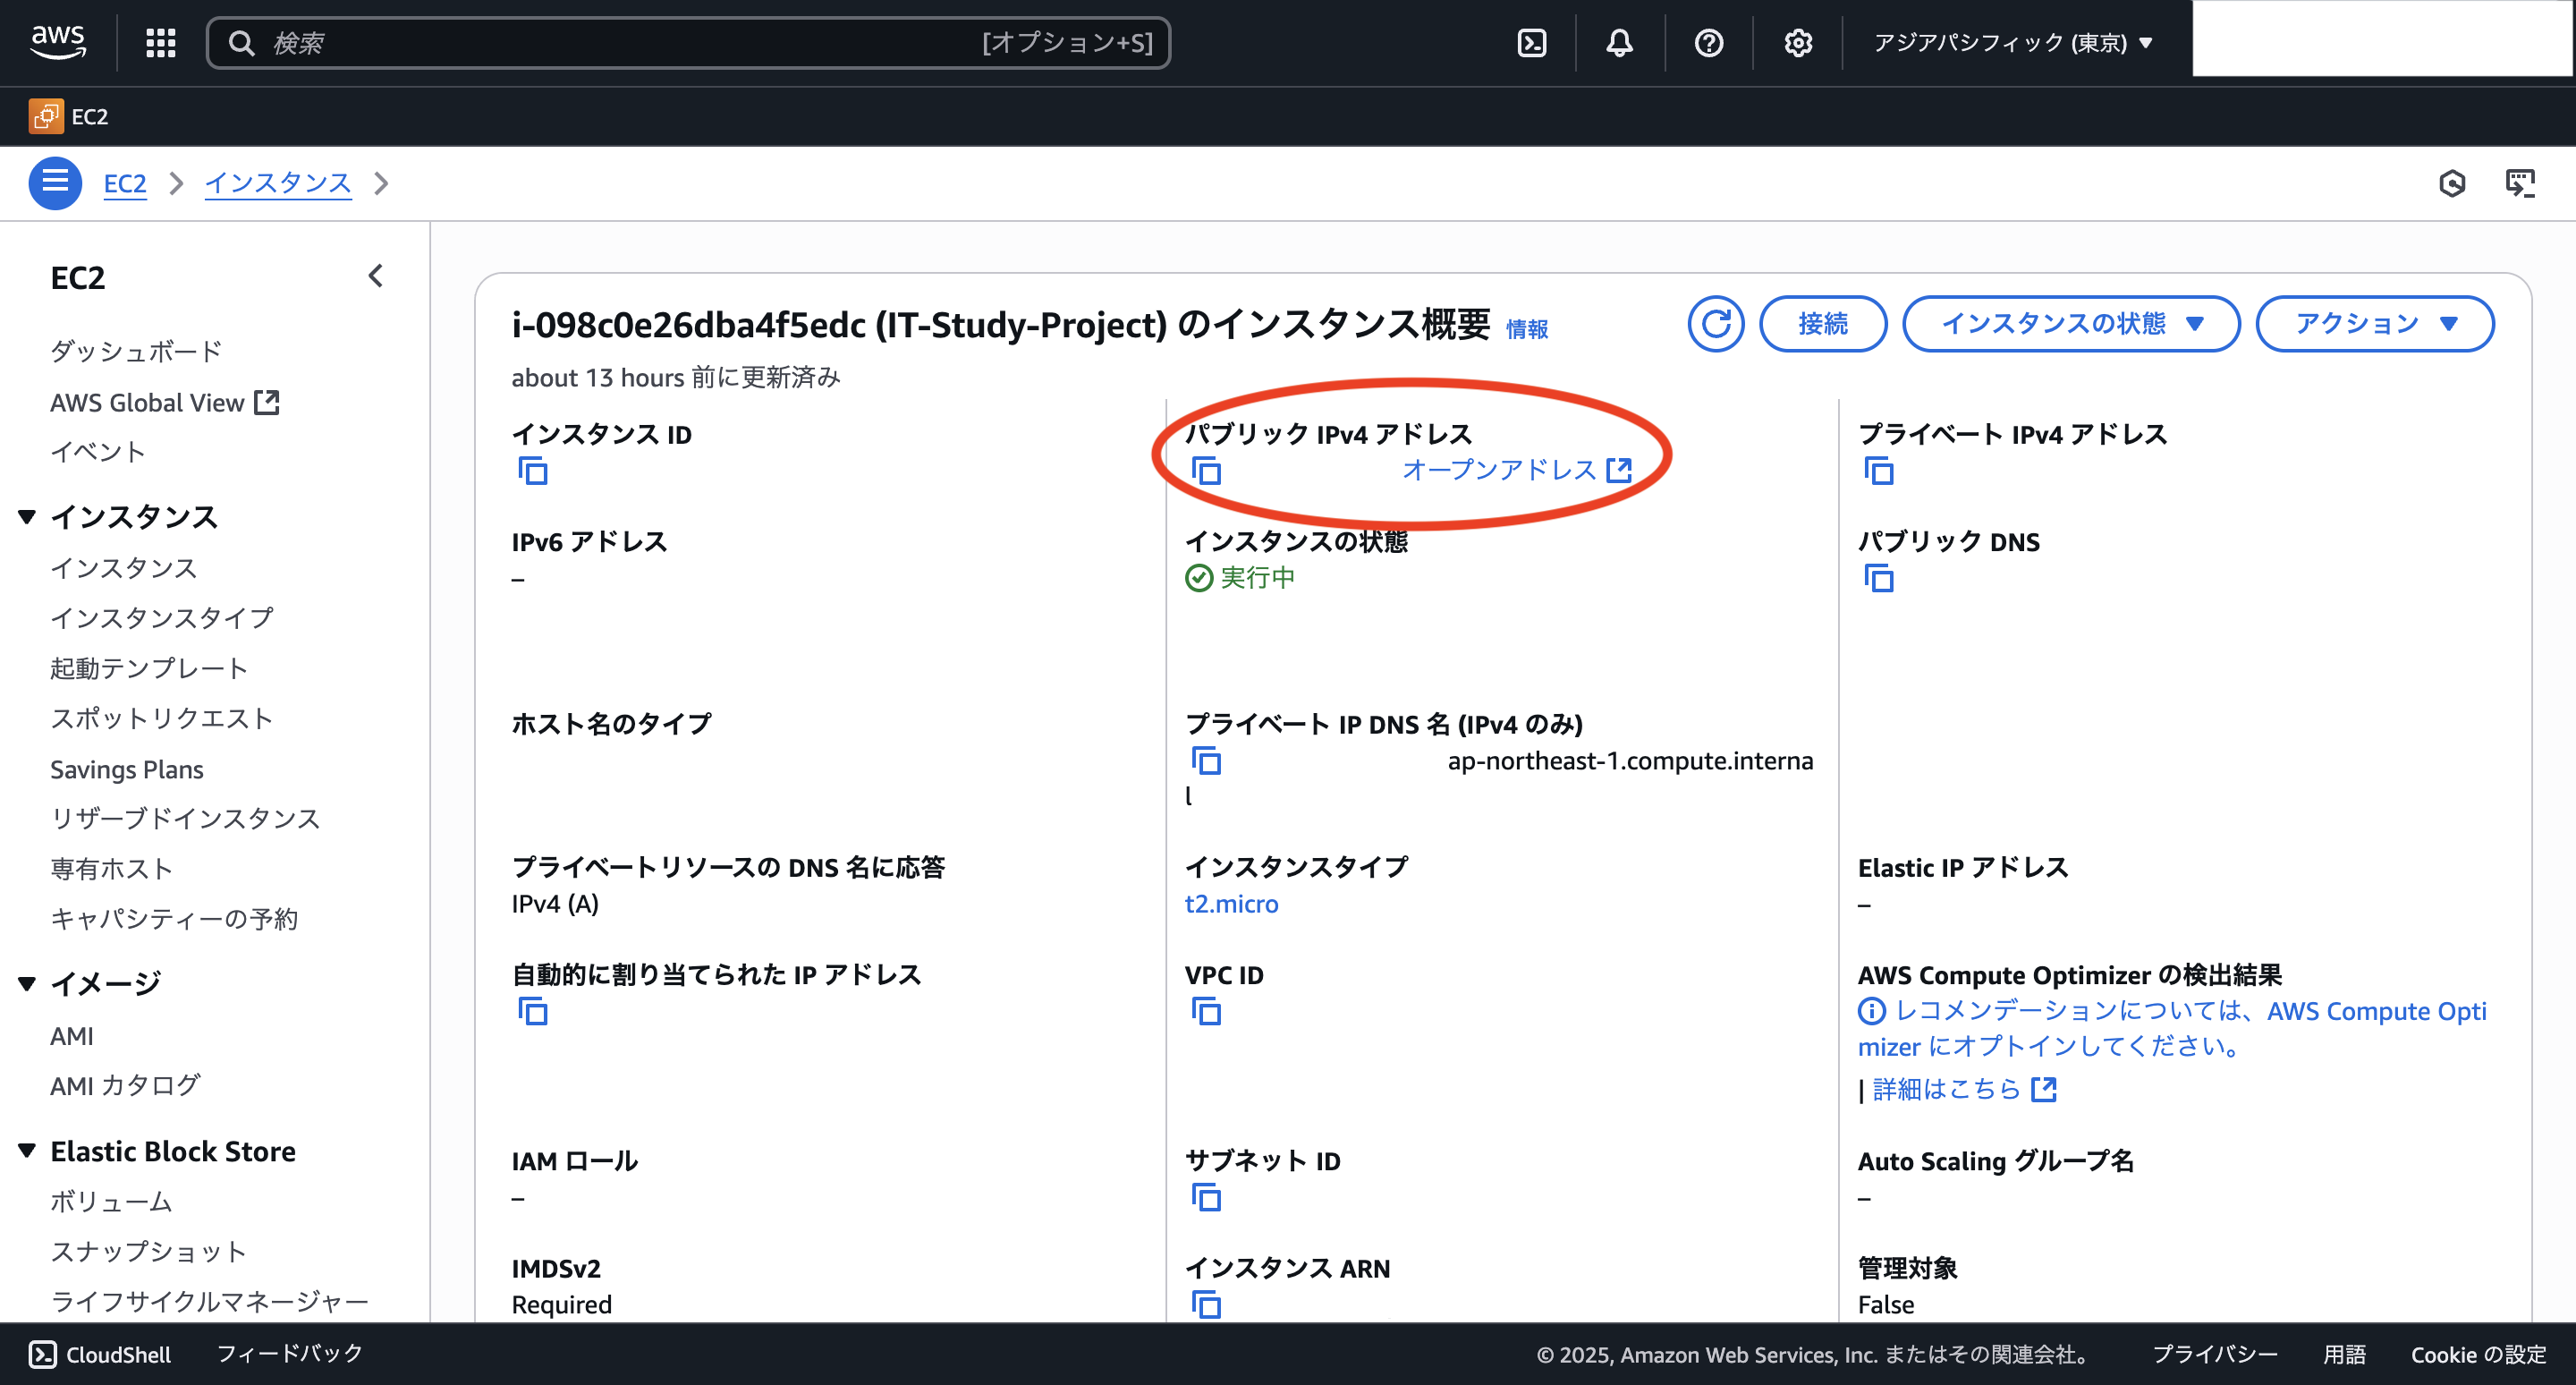 aws
検索 [オプション+S]
アジアパシフィック (東京)
EC2
EC2 インスタンス
EC2
ダッシュボード
AWS Global View
イベント
インスタンス
インスタンス
インスタンスタイプ
起動テンプレート
スポットリクエスト
Savings Plans
リザーブドインスタンス
専有ホスト
キャパシティーの予約
イメージ
AMI
AMI カタログ
Elastic Block Store
ボリューム
スナップショット
ライフサイクルマネージャー
i-098c0e26dba4f5edc (IT-Study-Project) のインスタンス概要 情報
about 13 hours 前に更新済み
接続
インスタンスの状態
アクション
インスタンス ID
パブリック IPv4 アドレス
オープンアドレス
プライベート IPv4 アドレス
IPv6 アドレス
–
インスタンスの状態
実行中
パブリック DNS
ホスト名のタイプ
プライベート IP DNS 名 (IPv4 のみ)
ap-northeast-1.compute.interna
l
プライベートリソースの DNS 名に応答
IPv4 (A)
インスタンスタイプ
t2.micro
Elastic IP アドレス
–
自動的に割り当てられた IP アドレス
VPC ID
AWS Compute Optimizer の検出結果
レコメンデーションについては、AWS Compute Opti
mizer にオプトインしてください。
| 詳細はこちら
IAM ロール
–
サブネット ID
Auto Scaling グループ名
–
IMDSv2
Required
インスタンス ARN
管理対象
False
CloudShell
フィードバック
© 2025, Amazon Web Services, Inc. またはその関連会社。
プライバシー
用語
Cookie の設定